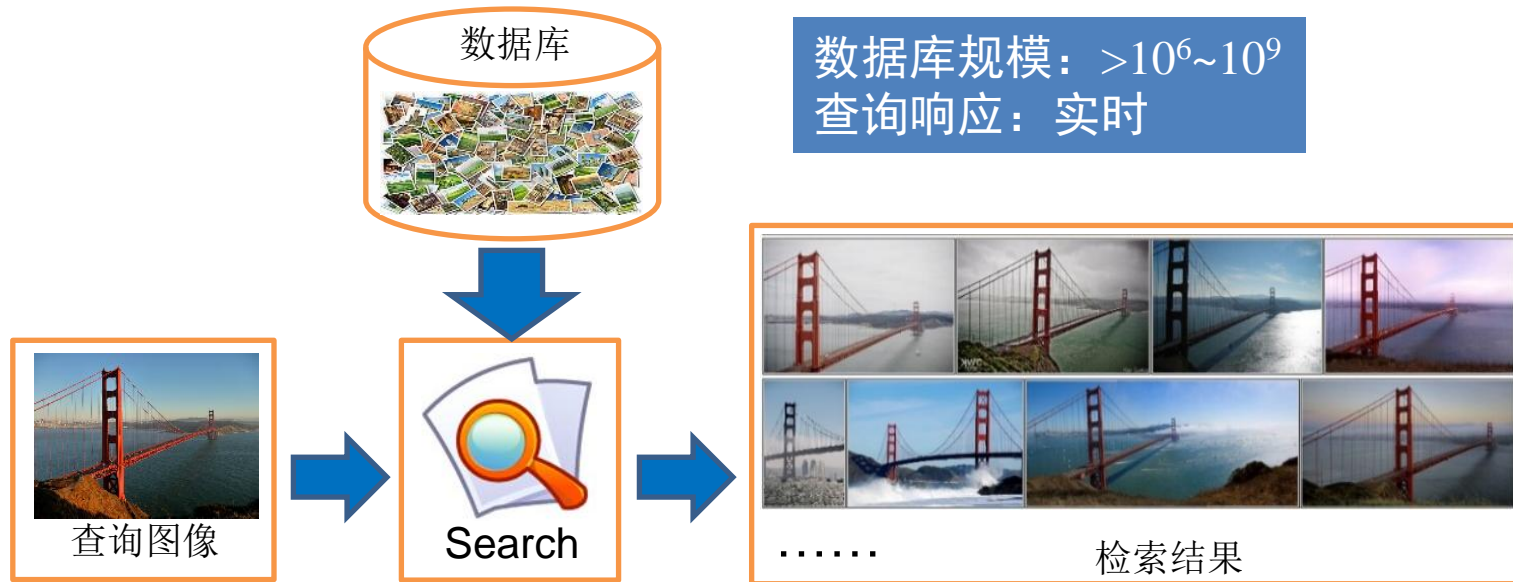 数据库
数据库规模：>10⁶~10⁹
查询响应：实时
查询图像
Search
······
检索结果